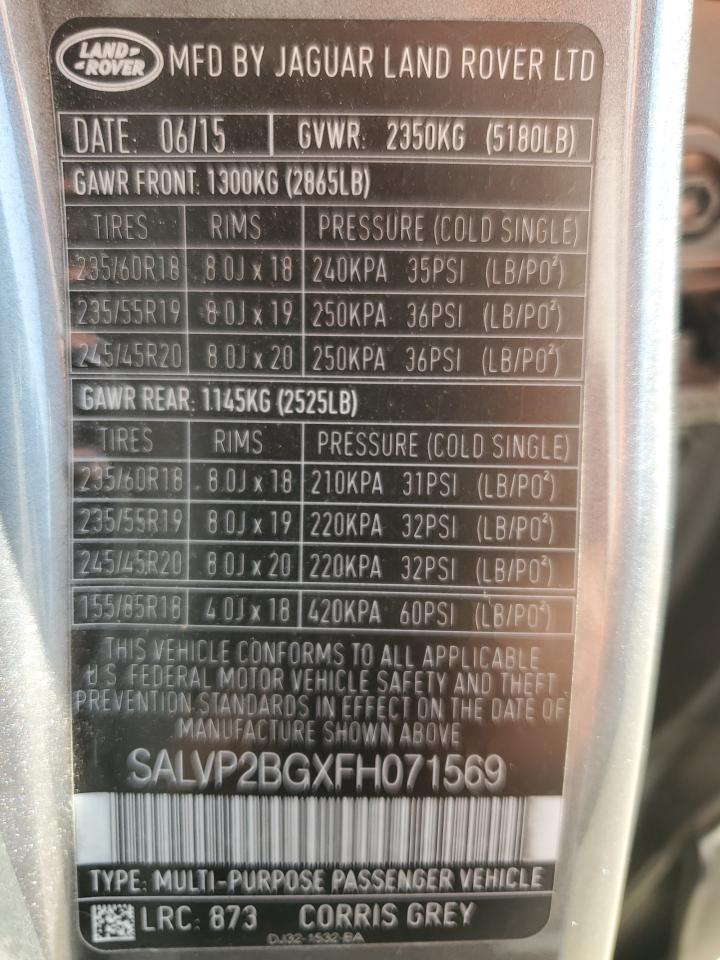 LAND-
-ROVER
MFD BY JAGUAR LAND ROVER LTD
DATE: 06/15 GVWR: 2350KG (5180LB)
GAWR FRONT: 1300KG (2865LB)
TIRES RIMS PRESSURE (COLD SINGLE)
235/60R18 8.0J x 18 240KPA 35PSI (LB/PO²)
235/55R19 8.0J x 19 250KPA 36PSI (LB/PO²)
245/45R20 8.0J x 20 250KPA 36PSI (LB/PO²)
GAWR REAR: 1145KG (2525LB)
TIRES RIMS PRESSURE (COLD SINGLE)
235/60R18 8.0J x 18 210KPA 31PSI (LB/PO²)
235/55R19 8.0J x 19 220KPA 32PSI (LB/PO²)
245/45R20 8.0J x 20 220KPA 32PSI (LB/PO²)
155/85R18 4.0J x 18 420KPA 60PSI (LB/PO²)
THIS VEHICLE CONFORMS TO ALL APPLICABLE
U.S. FEDERAL MOTOR VEHICLE SAFETY AND THEFT
PREVENTION STANDARDS IN EFFECT ON THE DATE OF
MANUFACTURE SHOWN ABOVE
SALVP2BGXFH071569
TYPE: MULTI-PURPOSE PASSENGER VEHICLE
LRC: 873 CORRIS GREY
DJ32-1532-BA